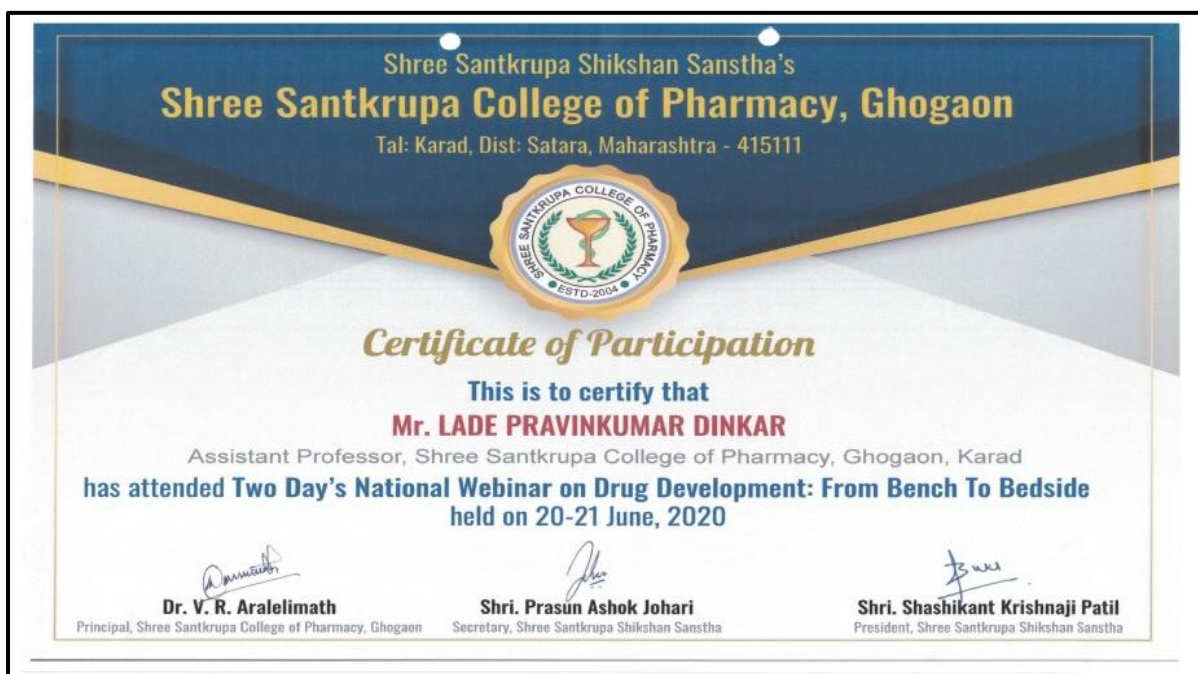 Shree Santkrupa Shikshan Sanstha's
Shree Santkrupa College of Pharmacy, Ghogaon
Tal: Karad, Dist: Satara, Maharashtra - 415111
SHREE SANTKRUPA COLLEGE OF PHARMACY
ESTD-2004
Certificate of Participation
This is to certify that
Mr. LADE PRAVINKUMAR DINKAR
Assistant Professor, Shree Santkrupa College of Pharmacy, Ghogaon, Karad
has attended Two Day's National Webinar on Drug Development: From Bench To Bedside
held on 20-21 June, 2020
Dr. V. R. Aralelimath Shri. Prasun Ashok Johari Shri. Shashikant Krishnaji Patil
Principal, Shree Santkrupa College of Pharmacy, Ghogaon Secretary, Shree Santkrupa Shikshan Sanstha President, Shree Santkrupa Shikshan Sanstha